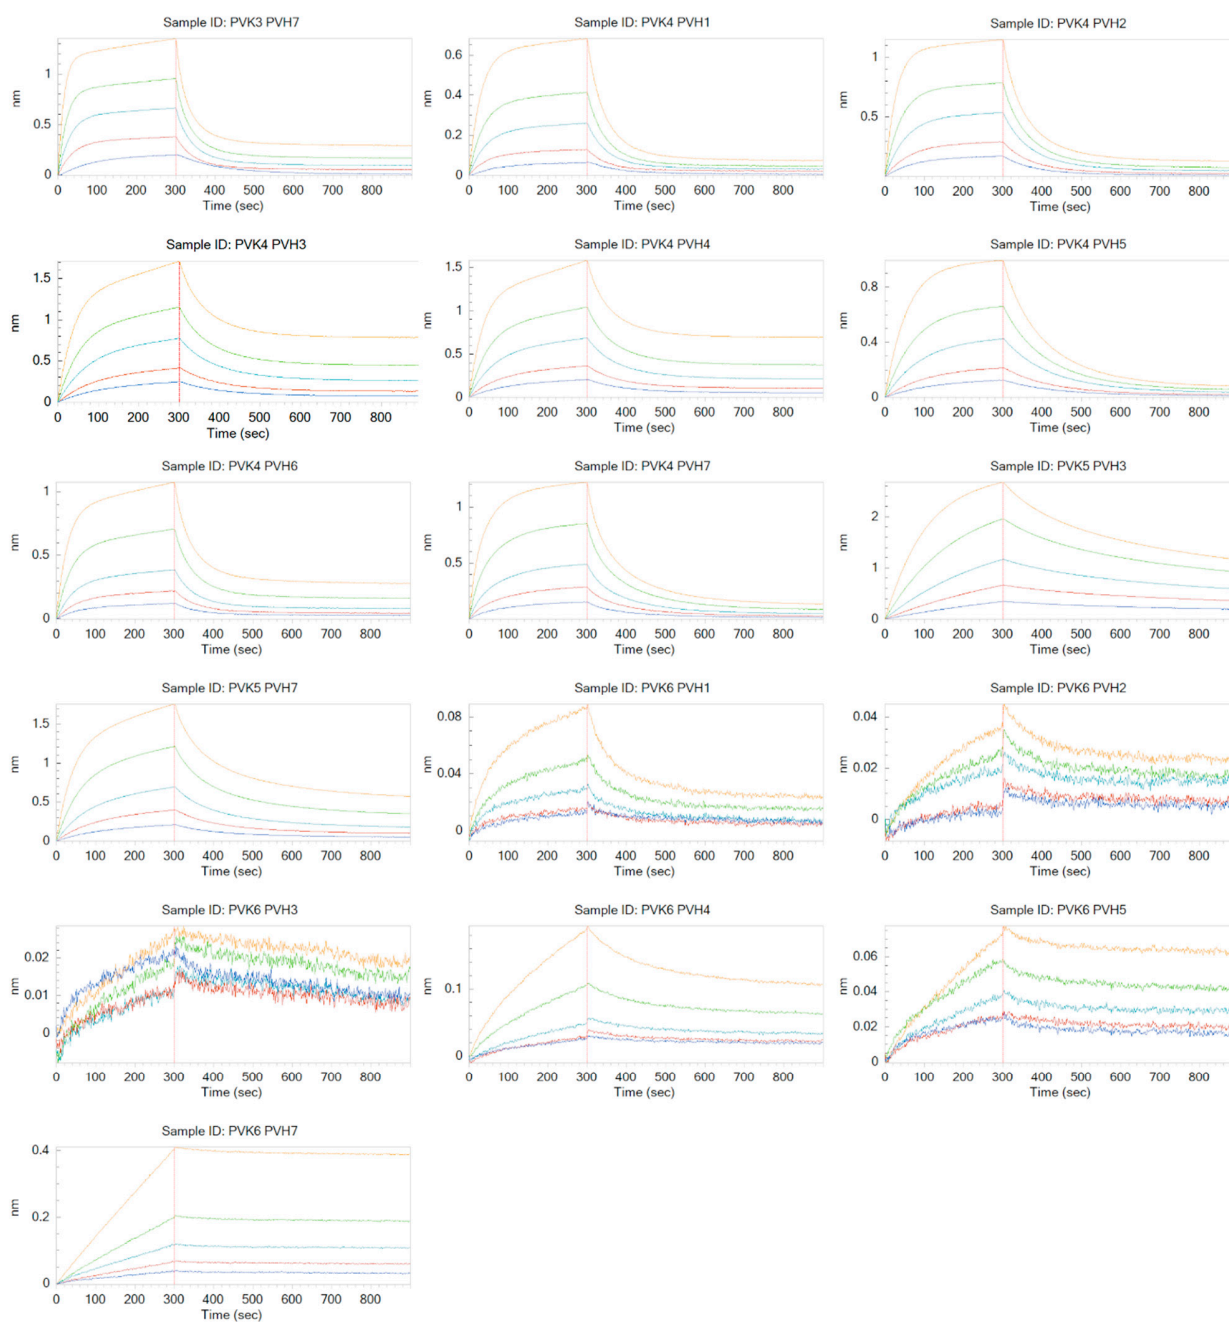 Sample ID: PVK3 PVH7
Sample ID: PVK4 PVH1
Sample ID: PVK4 PVH2
nm
1
0.5
0
0 100 200 300 400 500 600 700 800
Time (sec)
nm
0.6
0.4
0.2
0
0 100 200 300 400 500 600 700 800
Time (sec)
nm
1
0.5
0 100 200 300 400 500 600 700 800
Time (sec)
Sample ID: PVK4 PVH3
Sample ID: PVK4 PVH4
Sample ID: PVK4 PVH5
nm
1.5
1
0.5
0
0 100 200 300 400 500 600 700 800
Time (sec)
nm
1.5
1
0.5
0
0 100 200 300 400 500 600 700 800
Time (sec)
nm
0.8
0.4
0
0 100 200 300 400 500 600 700 800
Time (sec)
Sample ID: PVK4 PVH6
Sample ID: PVK4 PVH7
Sample ID: PVK5 PVH3
nm
1
0.5
0
0 100 200 300 400 500 600 700 800
Time (sec)
nm
1
0.5
0
0 100 200 300 400 500 600 700 800
Time (sec)
nm
2
1
0
0 100 200 300 400 500 600 700 800
Time (sec)
Sample ID: PVK5 PVH7
Sample ID: PVK6 PVH1
Sample ID: PVK6 PVH2
nm
1.5
1
0.5
0
0 100 200 300 400 500 600 700 800
Time (sec)
nm
0.08
0.04
0
0 100 200 300 400 500 600 700 800
Time (sec)
nm
0.04
0.02
0
0 100 200 300 400 500 600 700 800
Time (sec)
Sample ID: PVK6 PVH3
Sample ID: PVK6 PVH4
Sample ID: PVK6 PVH5
nm
0.02
0.01
0
0 100 200 300 400 500 600 700 800
Time (sec)
nm
0.1
0
0 100 200 300 400 500 600 700 800
Time (sec)
nm
0.06
0.04
0.02
0
0 100 200 300 400 500 600 700 800
Time (sec)
Sample ID: PVK6 PVH7
nm
0.4
0.2
0
0 100 200 300 400 500 600 700 800
Time (sec)